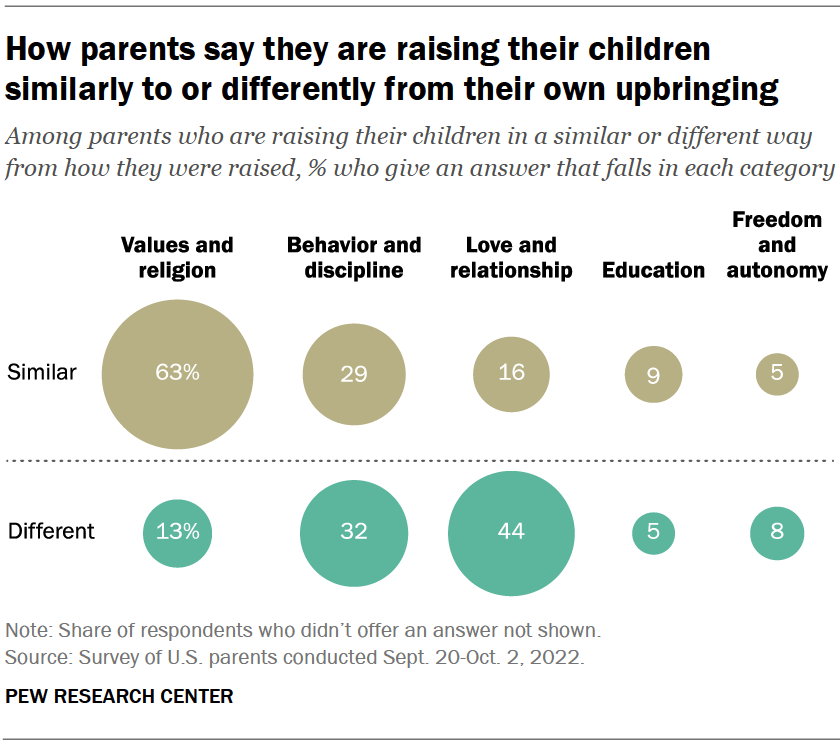 How parents say they are raising their children
similarly to or differently from their own upbringing
Among parents who are raising their children in a similar or different way
from how they were raised, % who give an answer that falls in each category
Values and
religion
Behavior and
discipline
Love and
relationship
Education
Freedom
and
autonomy
Similar
63%
29
16
9
5
Different
13%
32
44
5
8
Note: Share of respondents who didn’t offer an answer not shown.
Source: Survey of U.S. parents conducted Sept. 20-Oct. 2, 2022.
PEW RESEARCH CENTER